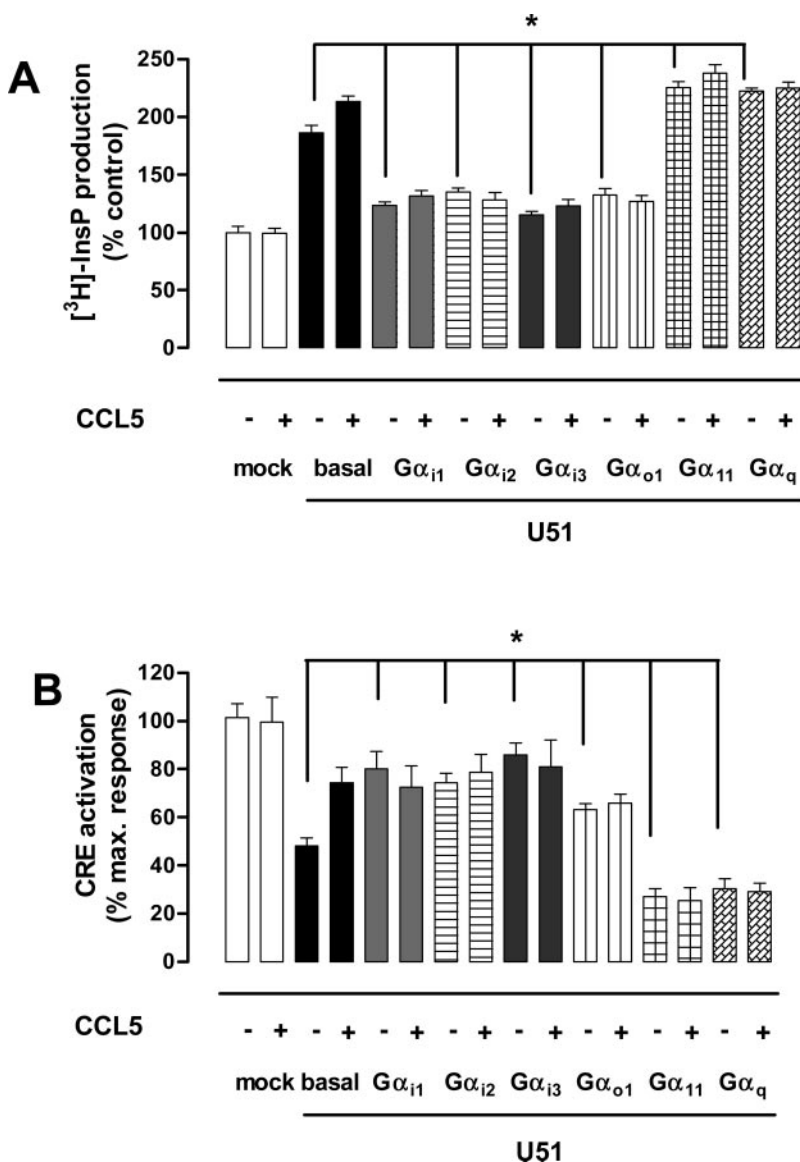 A
*
[³H]-InsP production
(% control)
250
200
150
100
50
0
CCL5 - + - + - + - + - + - + - + - +
mock basal Gαi1 Gαi2 Gαi3 Gαo1 Gα11 Gαq
U51
B
*
CRE activation
(% max. response)
120
100
80
60
40
20
0
CCL5 - + - + - + - + - + - + - + - +
mock basal Gαi1 Gαi2 Gαi3 Gαo1 Gα11 Gαq
U51